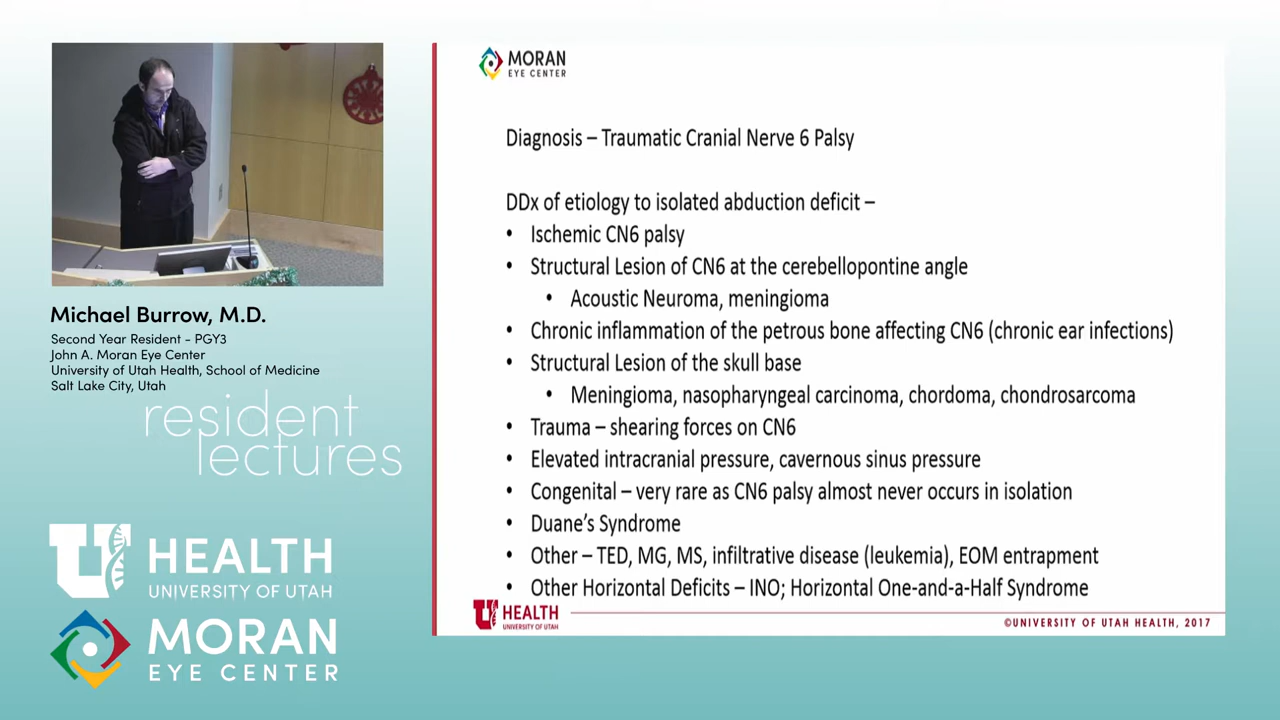 Michael Burrow, M.D.
Second Year Resident - PGY3
John A. Moran Eye Center
University of Utah Health, School of Medicine
Salt Lake City, Utah
resident
lectures
U HEALTH
UNIVERSITY OF UTAH
MORAN
EYE CENTER
MORAN
EYE CENTER
Diagnosis – Traumatic Cranial Nerve 6 Palsy
DDx of etiology to isolated abduction deficit –
• Ischemic CN6 palsy
• Structural Lesion of CN6 at the cerebellopontine angle
• Acoustic Neuroma, meningioma
• Chronic inflammation of the petrous bone affecting CN6 (chronic ear infections)
• Structural Lesion of the skull base
• Meningioma, nasopharyngeal carcinoma, chordoma, chondrosarcoma
• Trauma – shearing forces on CN6
• Elevated intracranial pressure, cavernous sinus pressure
• Congenital – very rare as CN6 palsy almost never occurs in isolation
• Duane's Syndrome
• Other – TED, MG, MS, infiltrative disease (leukemia), EOM entrapment
• Other Horizontal Deficits – INO; Horizontal One-and-a-Half Syndrome
U HEALTH
UNIVERSITY OF UTAH
©UNIVERSITY OF UTAH HEALTH, 2017